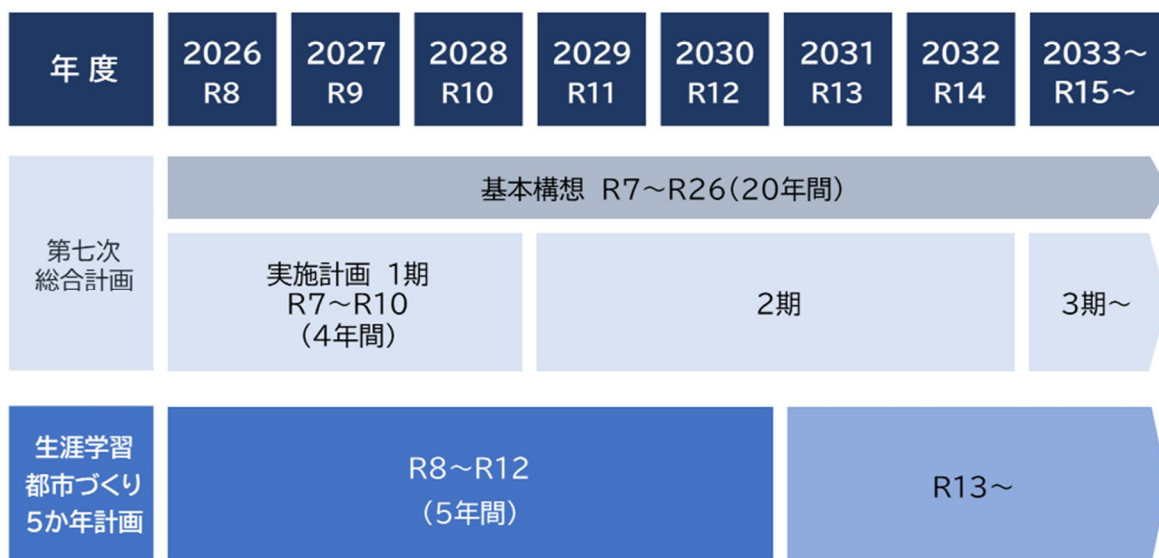 年度
2026
R8
2027
R9
2028
R10
2029
R11
2030
R12
2031
R13
2032
R14
2033～
R15～
第七次
総合計画
基本構想 R7～R26(20年間)
実施計画 1期
R7～R10
(4年間)
2期
3期～
生涯学習
都市づくり
5か年計画
R8～R12
(5年間)
R13～